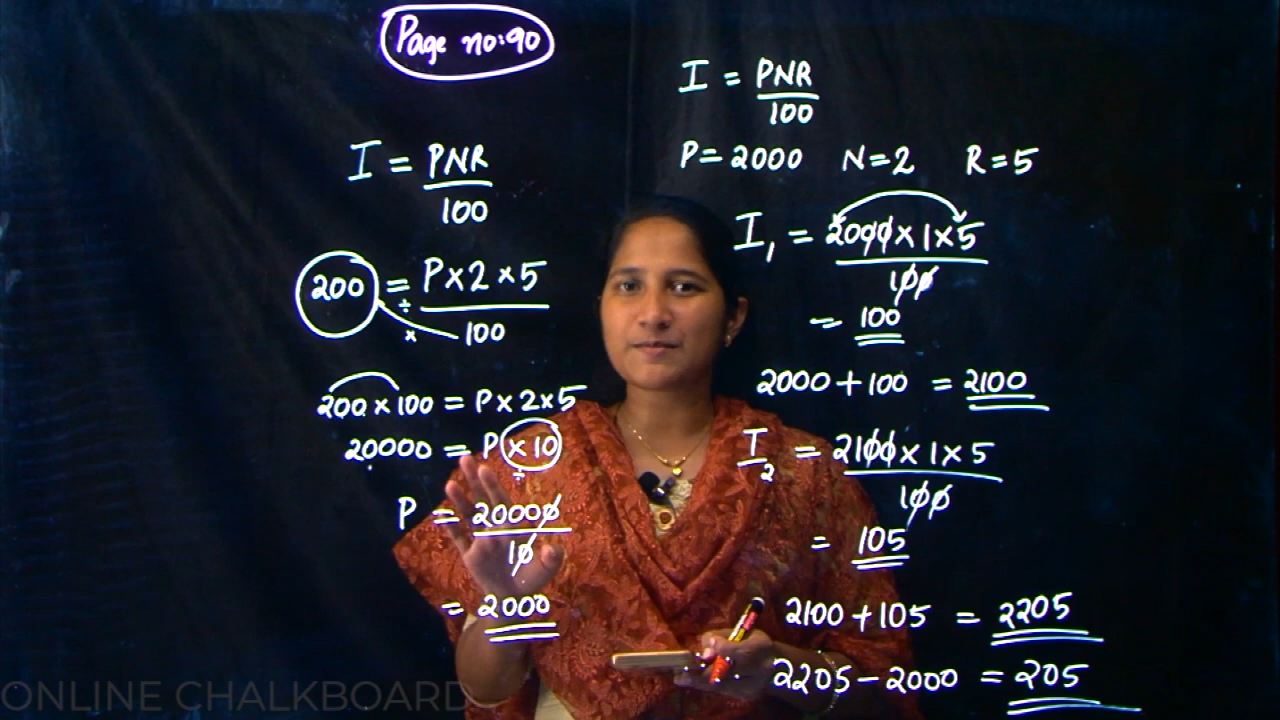 Page no:90
I = PNR
100
200 = P×2×5
÷
×
100
200×100 = P×2×5
20000 = P×10
÷
P = 20000
10
= 2000
I = PNR
100
P=2000 N=2 R=5
I₁ = 2000×1×5
100
= 100
2000+100 = 2100
I₂ = 2100×1×5
100
= 105
2100+105 = 2205
2205-2000 = 205
ONLINE CHALKBOARD